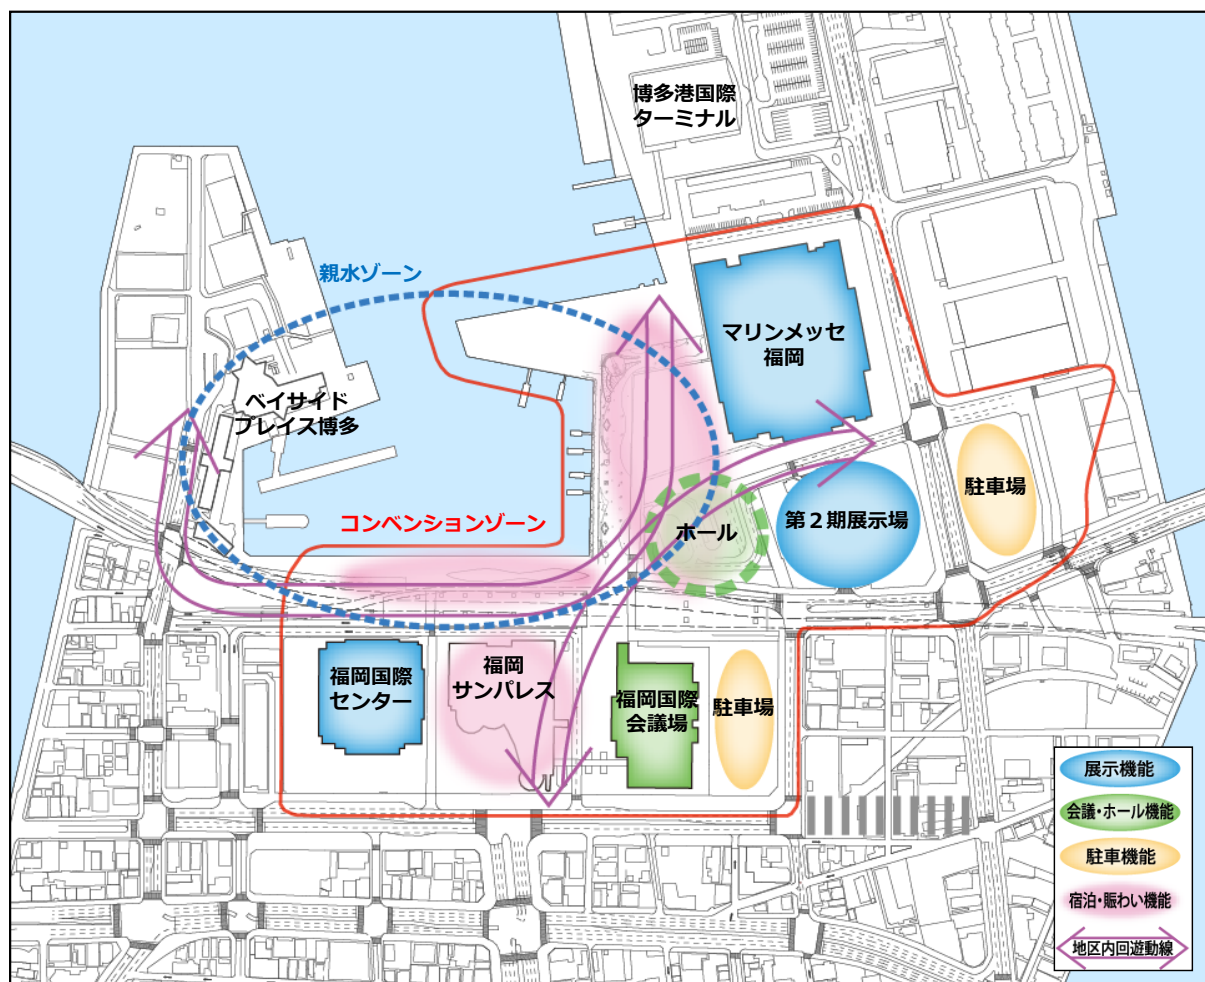 博多港国際
ターミナル
親水ゾーン
マリンメッセ
福岡
ベイサイド
プレイス博多
駐車場
コンベンションゾーン
ホール
第２期展示場
福岡国際
センター
福岡
サンパレス
福岡国際
会議場
駐車場
展示機能
会議・ホール機能
駐車機能
宿泊・賑わい機能
地区内回遊動線